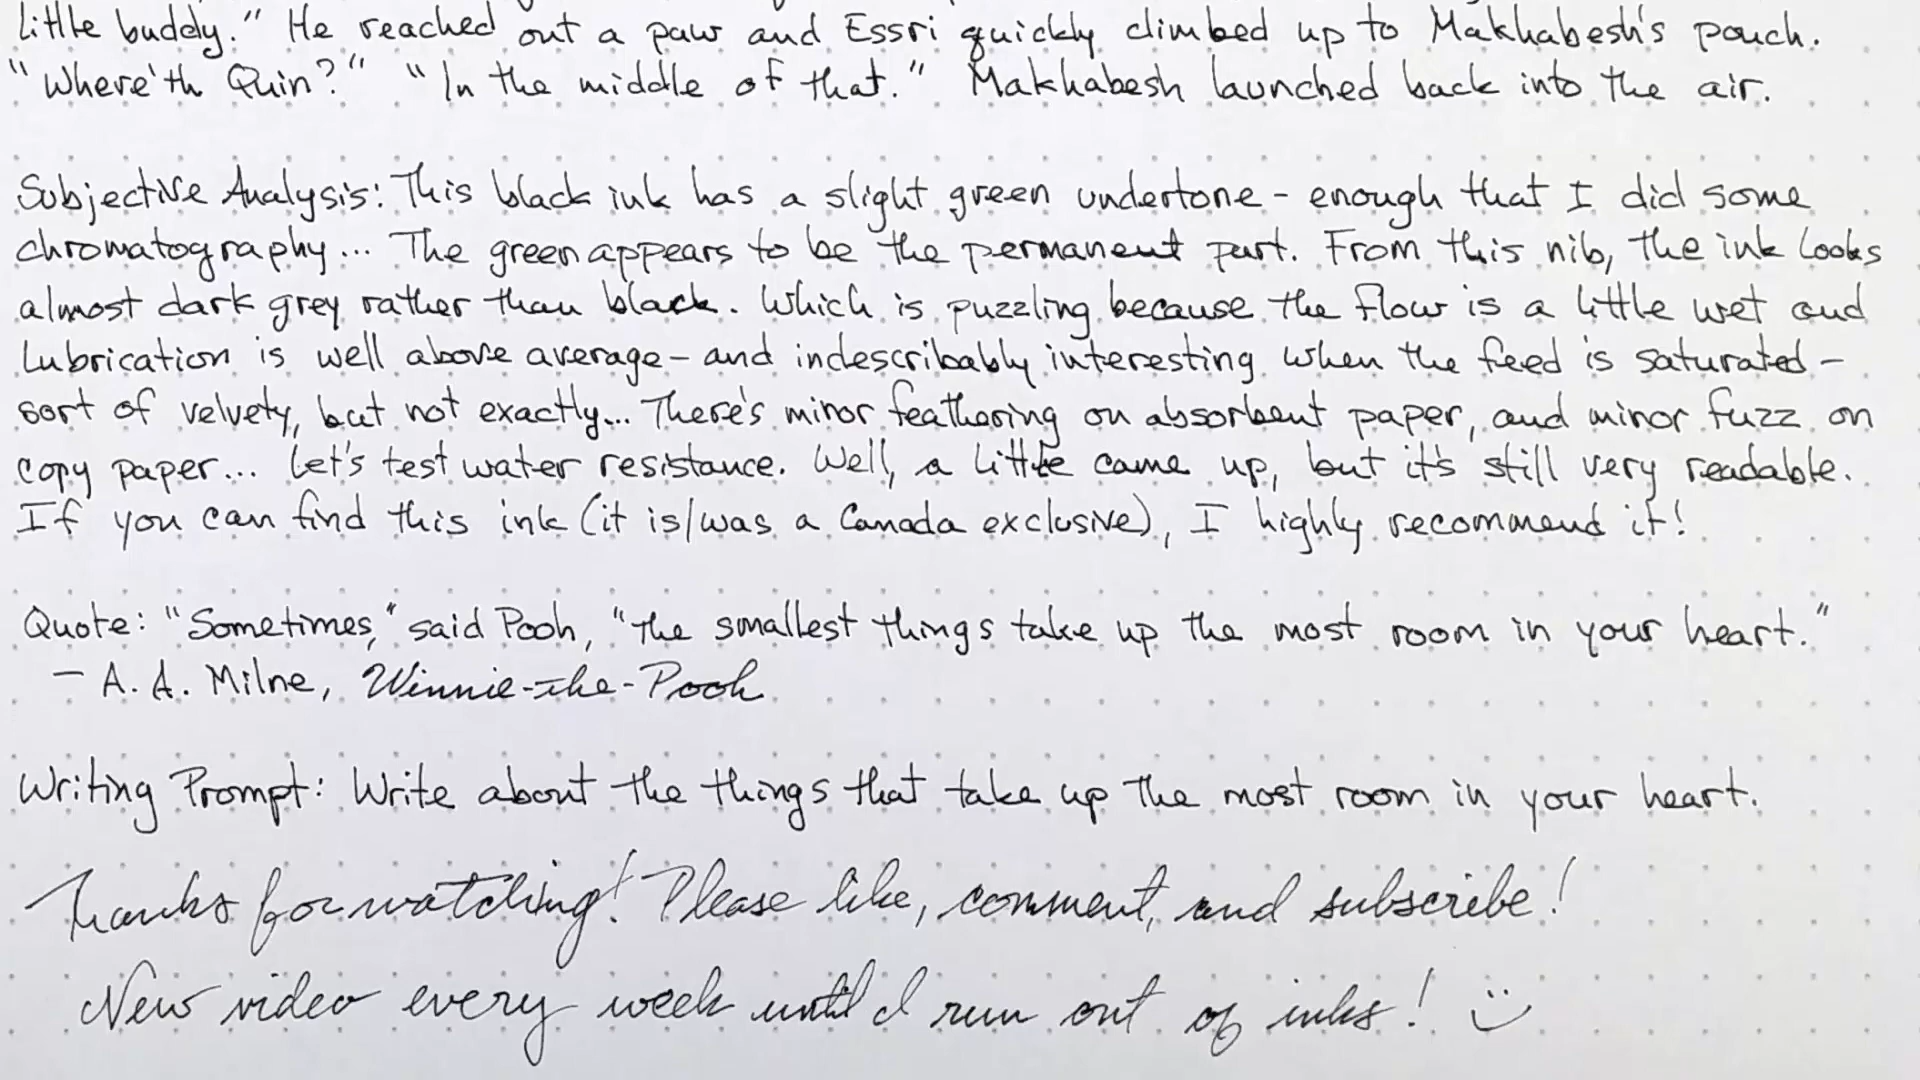 little buddy." He reached out a paw and Essri quickly climbed up to Makhabesh's pouch.
"Where'th Quin?" "In the middle of that." Makhabesh launched back into the air.
Subjective Analysis: This black ink has a slight green undertone - enough that I did some
chromatography... The green appears to be the permanent part. From this nib, the ink looks
almost dark grey rather than black. Which is puzzling because the flow is a little wet and
lubrication is well above average - and indescribably interesting when the feed is saturated -
sort of velvety, but not exactly... There's minor feathering on absorbent paper, and minor fuzz on
copy paper... Let's test water resistance. Well, a little came up, but it's still very readable.
If you can find this ink (it is/was a Canada exclusive), I highly recommend it!
Quote: "Sometimes," said Pooh, "the smallest things take up the most room in your heart."
- A. A. Milne, Winnie-the-Pooh
Writing Prompt: Write about the things that take up the most room in your heart.
Thanks for watching! Please like, comment, and subscribe!
New video every week until I run out of inks! :)